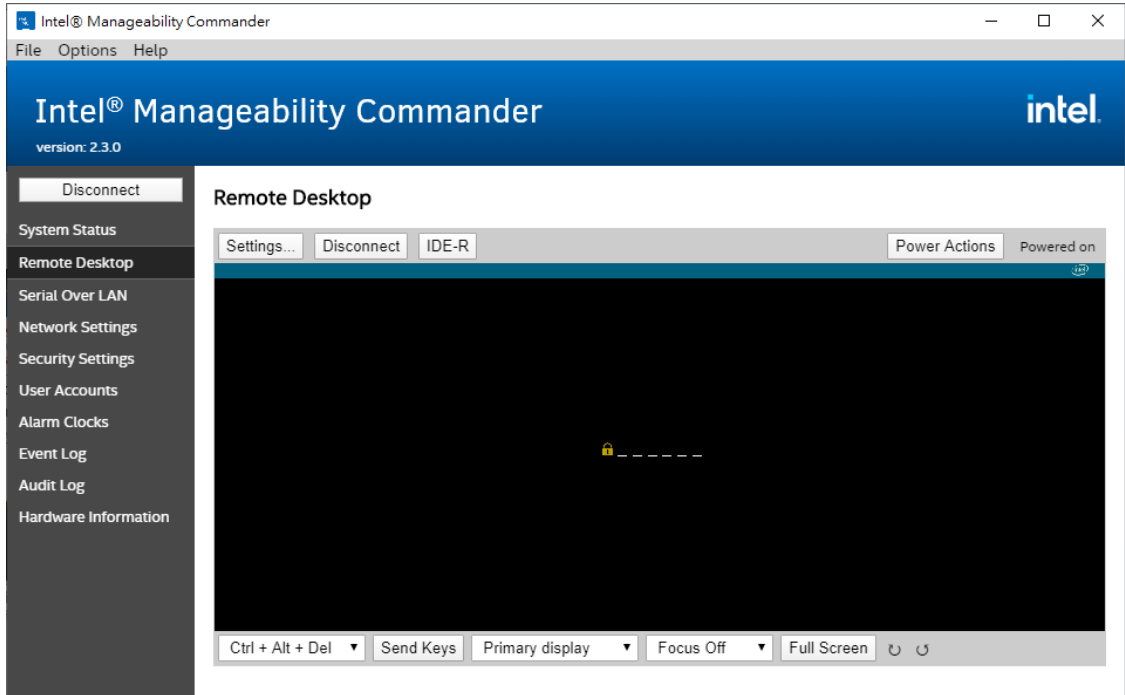 Intel® Manageability Commander
File Options Help
Intel® Manageability Commander
intel.
version: 2.3.0
Disconnect
System Status
Remote Desktop
Serial Over LAN
Network Settings
Security Settings
User Accounts
Alarm Clocks
Event Log
Audit Log
Hardware Information
Remote Desktop
Settings... Disconnect IDE-R Power Actions Powered on
intel
_ _ _ _ _ _
Ctrl + Alt + Del Send Keys Primary display Focus Off Full Screen